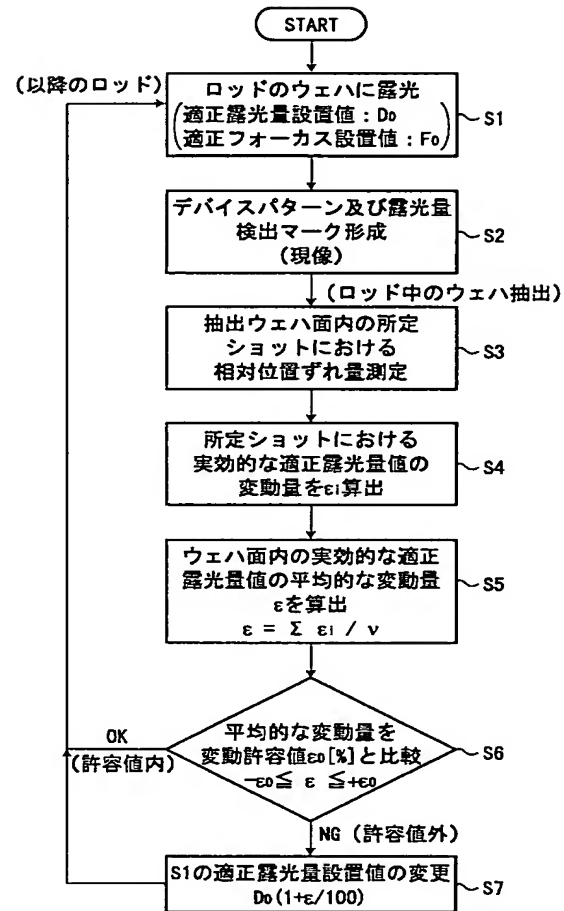 START
(以降のロッド)
ロッドのウェハに露光
(適正露光量設置値:D0
適正フォーカス設置値:F0)
S1
デバイスパターン及び露光量
検出マーク形成
(現像)
S2
(ロッド中のウェハ抽出)
抽出ウェハ面内の所定
ショットにおける
相対位置ずれ量測定
S3
所定ショットにおける
実効的な適正露光量値の
変動量をεi算出
S4
ウェハ面内の実効的な適正
露光量値の平均的な変動量
εを算出
ε = Σ εi / ν
S5
OK
(許容値内)
平均的な変動量を
変動許容値ε0[%]と比較
-ε0≦ ε ≦+ε0
S6
NG (許容値外)
S1の適正露光量設置値の変更
D0(1+ε/100)
S7